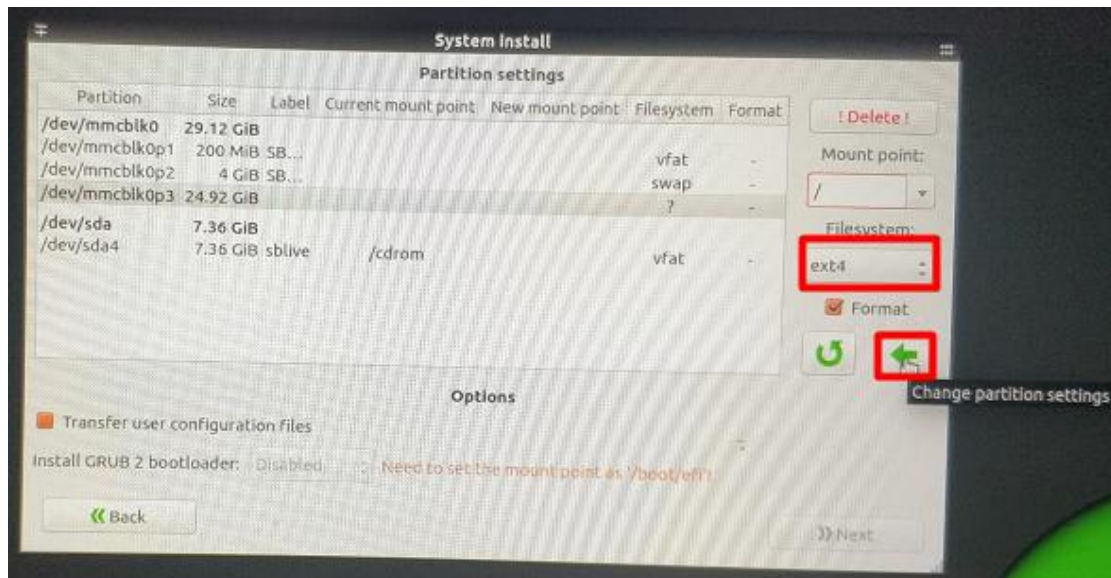 System Install
Partition settings
Partition Size Label Current mount point New mount point Filesystem Format
/dev/mmcblk0 29.12 GiB
/dev/mmcblk0p1 200 MiB SB... vfat -
/dev/mmcblk0p2 4 GiB SB... swap -
/dev/mmcblk0p3 24.92 GiB ? -
/dev/sda 7.36 GiB
/dev/sda4 7.36 GiB sblive /cdrom vfat -
! Delete !
Mount point:
/
Filesystem:
ext4
Format
Change partition settings
Options
Transfer user configuration files
Install GRUB 2 bootloader: Disabled Need to set the mount point as '/boot/efi'!
Back
Next